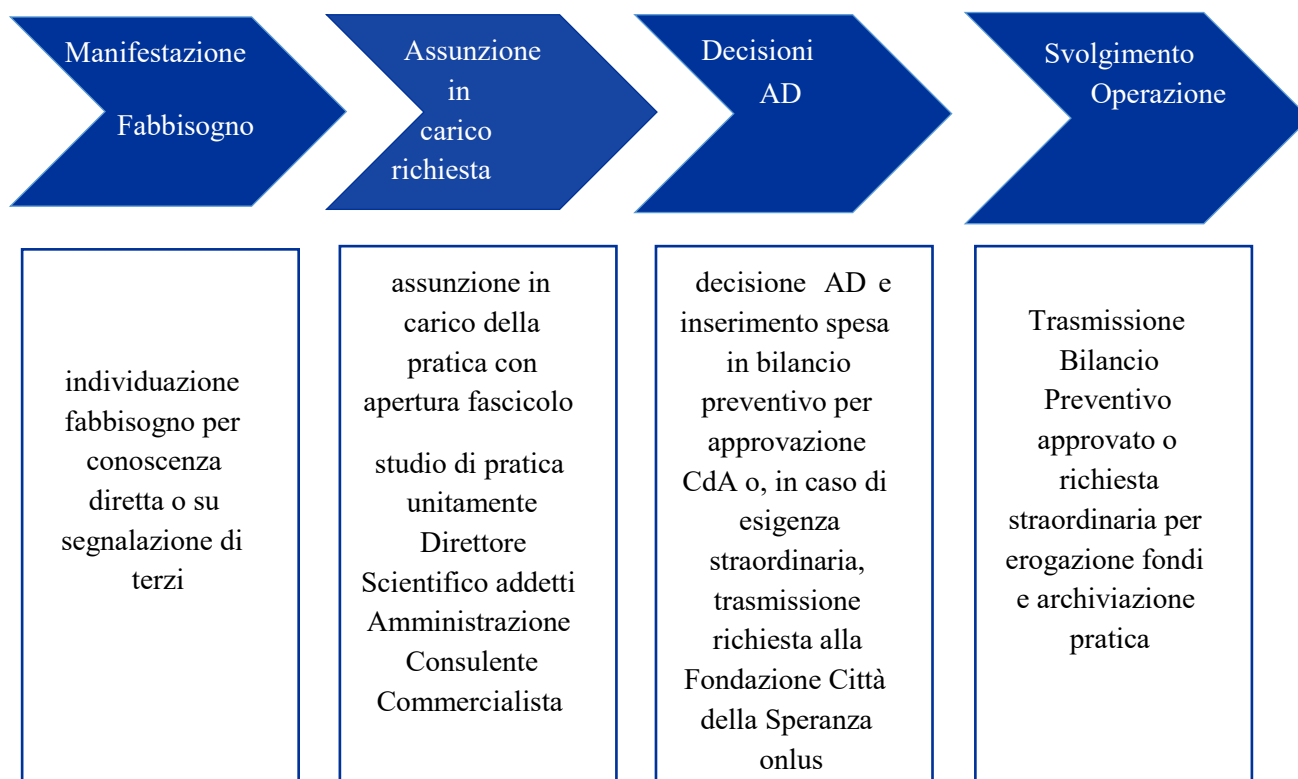 Manifestazione
Fabbisogno
Assunzione
in
carico
richiesta
Decisioni
AD
Svolgimento
Operazione
individuazione
fabbisogno per
conoscenza
diretta o su
segnalazione di
terzi
assunzione in
carico della
pratica con
apertura fascicolo
studio di pratica
unitamente
Direttore
Scientifico addetti
Amministrazione
Consulente
Commercialista
decisione AD e
inserimento spesa
in bilancio
preventivo per
approvazione
CdA o, in caso di
esigenza
straordinaria,
trasmissione
richiesta alla
Fondazione Città
della Speranza
onlus
Trasmissione
Bilancio
Preventivo
approvato o
richiesta
straordinaria per
erogazione fondi
e archiviazione
pratica